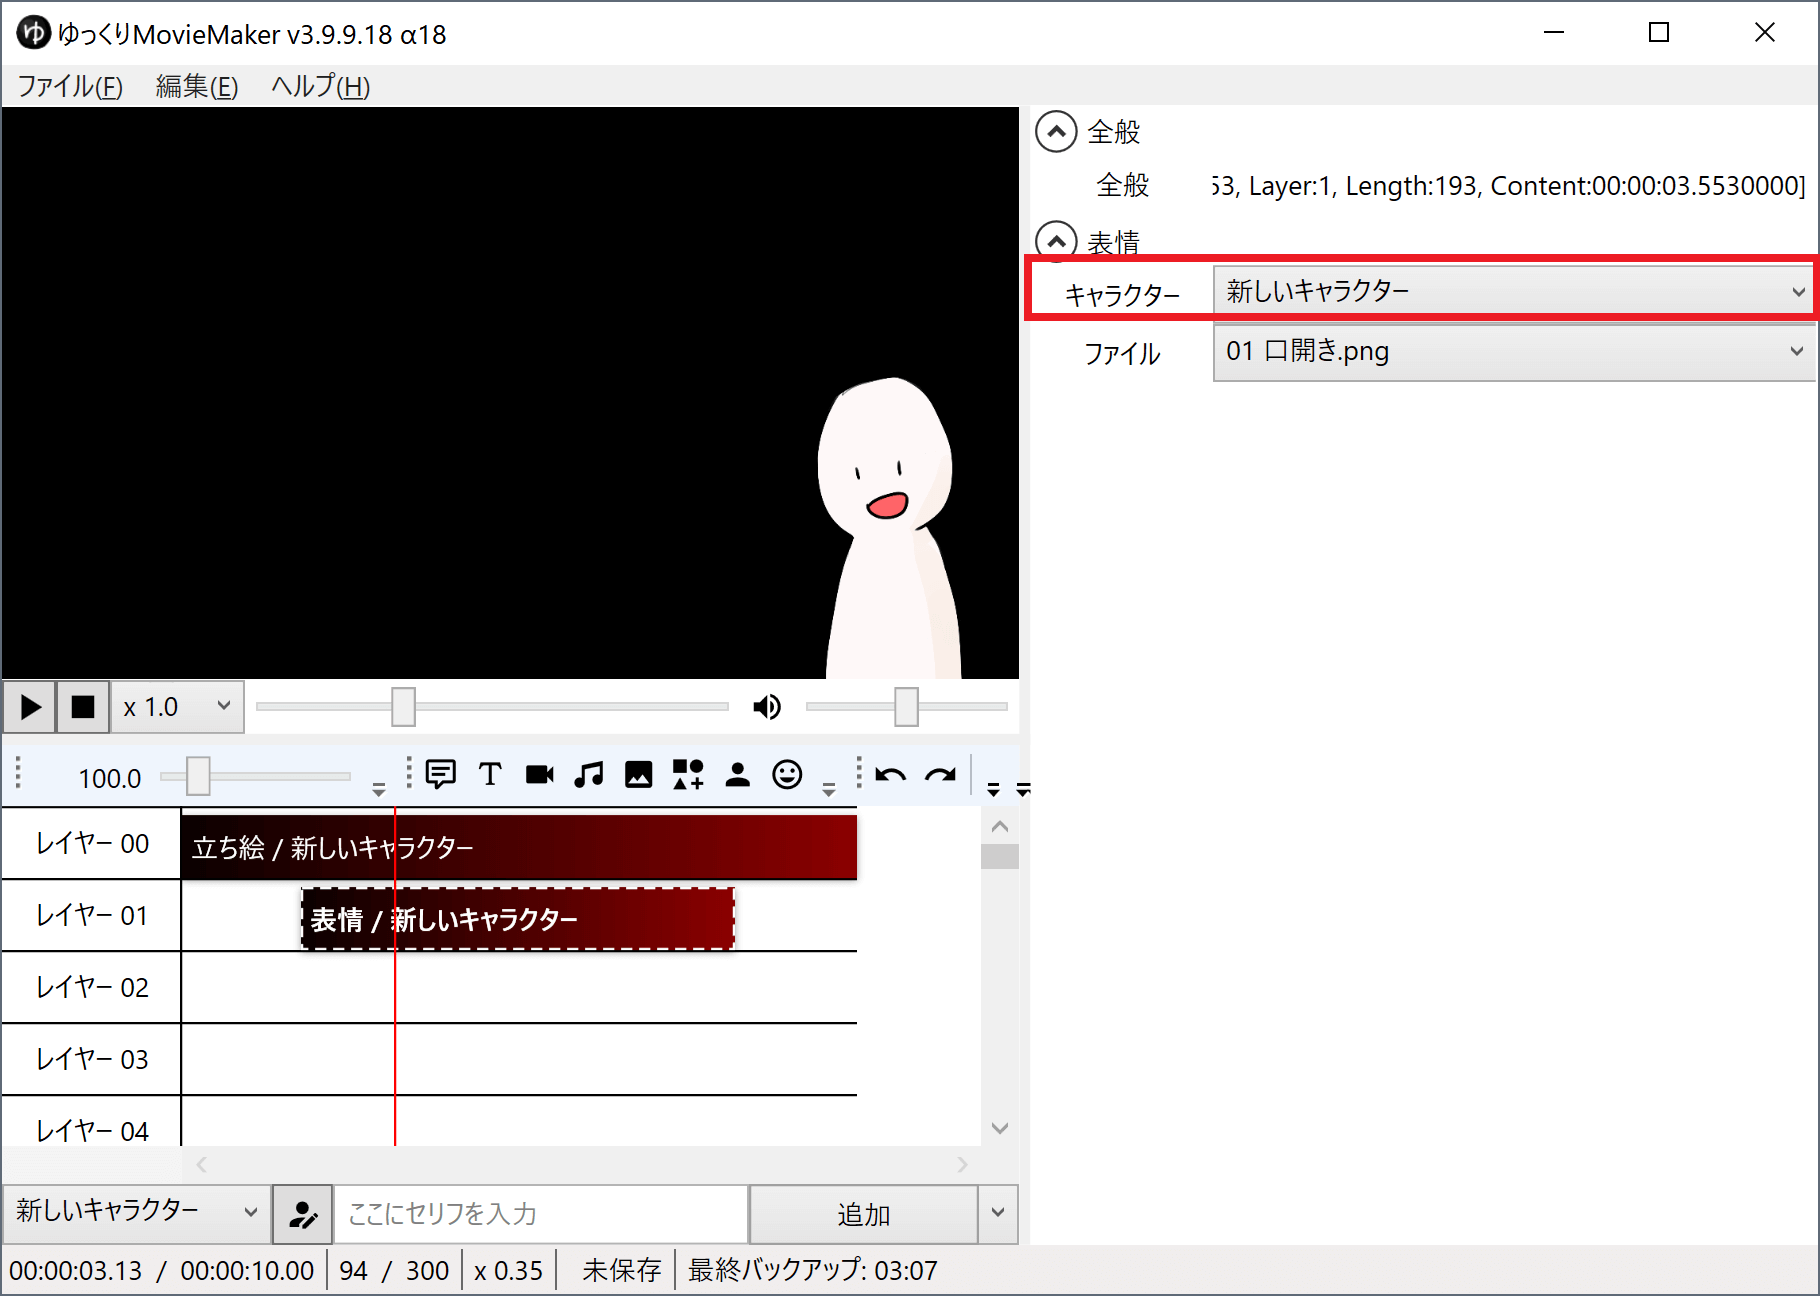 ゆっくりMovieMaker v3.9.9.18 α18
ファイル(F) 編集(E) ヘルプ(H)
全般
全般 53, Layer:1, Length:193, Content:00:00:03.5530000]
表情
キャラクター 新しいキャラクター
ファイル 01 口開き.png
x 1.0
100.0
レイヤー 00 立ち絵 / 新しいキャラクター
レイヤー 01 表情 / 新しいキャラクター
レイヤー 02
レイヤー 03
レイヤー 04
新しいキャラクター ここにセリフを入力 追加
00:00:03.13 / 00:00:10.00 94 / 300 x 0.35 未保存 最終バックアップ: 03:07